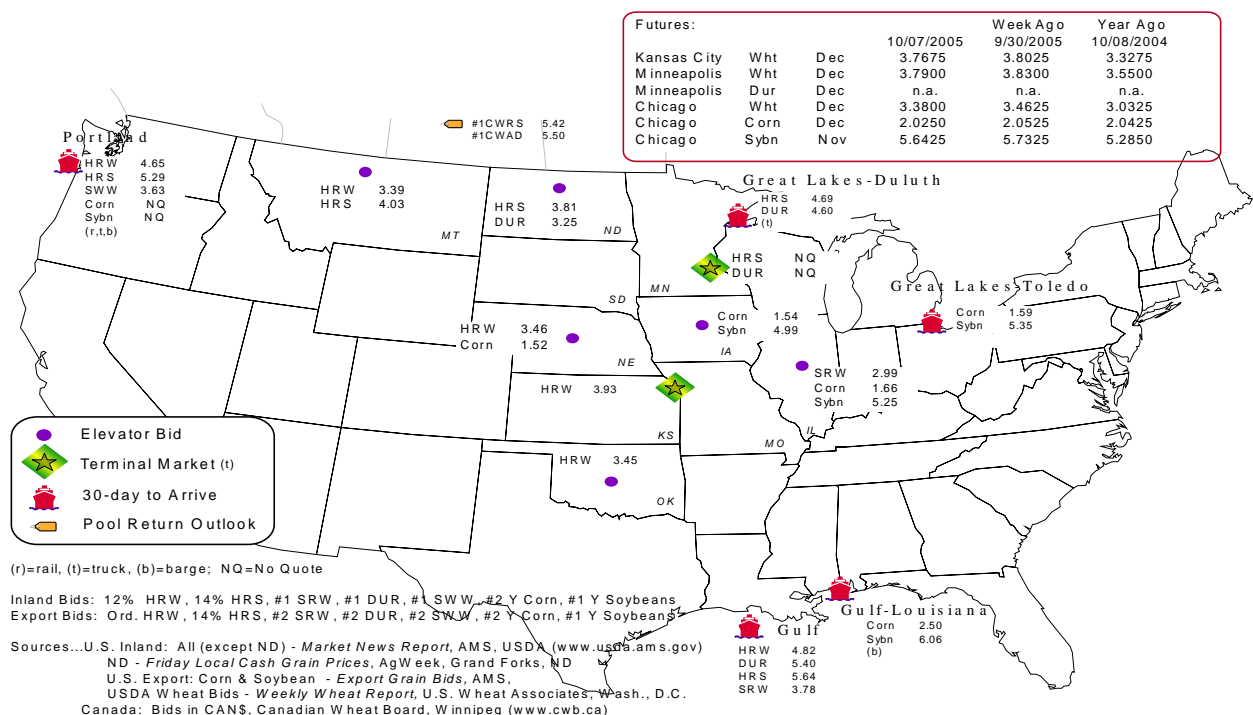 Futures: Week Ago Year Ago
10/07/2005 9/30/2005 10/08/2004
Kansas City Wht Dec 3.7675 3.8025 3.3275
Minneapolis Wht Dec 3.7900 3.8300 3.5500
Minneapolis Dur Dec n.a. n.a. n.a.
Chicago Wht Dec 3.3800 3.4625 3.0325
Chicago Corn Dec 2.0250 2.0525 2.0425
Chicago Sybn Nov 5.6425 5.7325 5.2850
Portland
HRW 4.65
HRS 5.29
SWW 3.63
Corn NQ
Sybn NQ
(r,t,b)
#1CWRS 5.42
#1CWAD 5.50
HRW 3.39
HRS 4.03
MT
HRS 3.81
DUR 3.25
ND
Great Lakes-Duluth
HRS 4.69
DUR 4.60
(t)
HRS NQ
DUR NQ
MN
SD
Great Lakes-Toledo
Corn 1.59
Sybn 5.35
HRW 3.46
Corn 1.52
NE
Corn 1.54
Sybn 4.99
IA
SRW 2.99
Corn 1.66
Sybn 5.25
IL
HRW 3.93
KS
MO
HRW 3.45
OK
Elevator Bid
Terminal Market (t)
30-day to Arrive
Pool Return Outlook
(r)=rail, (t)=truck, (b)=barge; NQ=No Quote
Inland Bids: 12% HRW, 14% HRS, #1 SRW, #1 DUR, #1 SWW, #2 Y Corn, #1 Y Soybeans
Export Bids: Ord. HRW, 14% HRS, #2 SRW, #2 DUR, #2 SWW, #2 Y Corn, #1 Y Soybeans
Gulf-Louisiana
Corn 2.50
Sybn 6.06
(b)
Gulf
HRW 4.82
DUR 5.40
HRS 5.64
SRW 3.78
Sources...U.S. Inland: All (except ND) - Market News Report, AMS, USDA (www.usda.ams.gov)
ND - Friday Local Cash Grain Prices, AgWeek, Grand Forks, ND
U.S. Export: Corn & Soybean - Export Grain Bids, AMS,
USDA Wheat Bids - Weekly Wheat Report, U.S. Wheat Associates, Wash., D.C.
Canada: Bids in CAN$, Canadian Wheat Board, Winnipeg (www.cwb.ca)